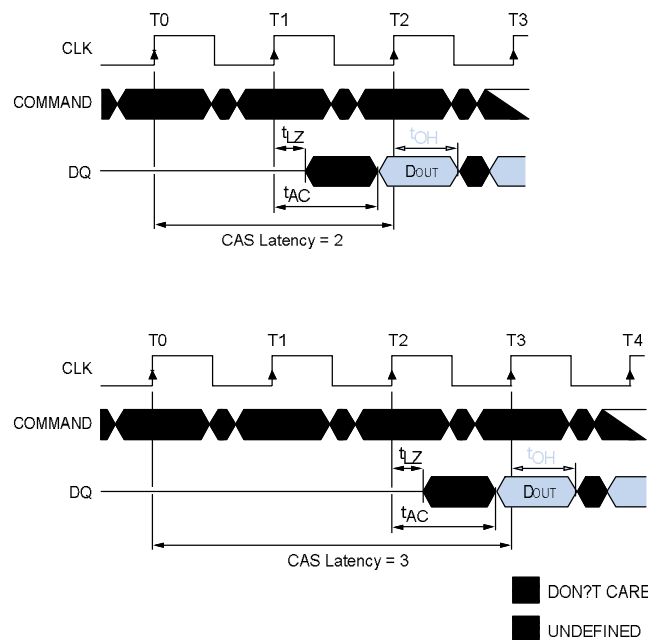 T0 T1 T2 T3
CLK
COMMAND
tLZ
tOH
DQ
DOUT
tAC
CAS Latency = 2
T0 T1 T2 T3 T4
CLK
COMMAND
tLZ
tOH
DQ
DOUT
tAC
CAS Latency = 3
DON?T CARE
UNDEFINED